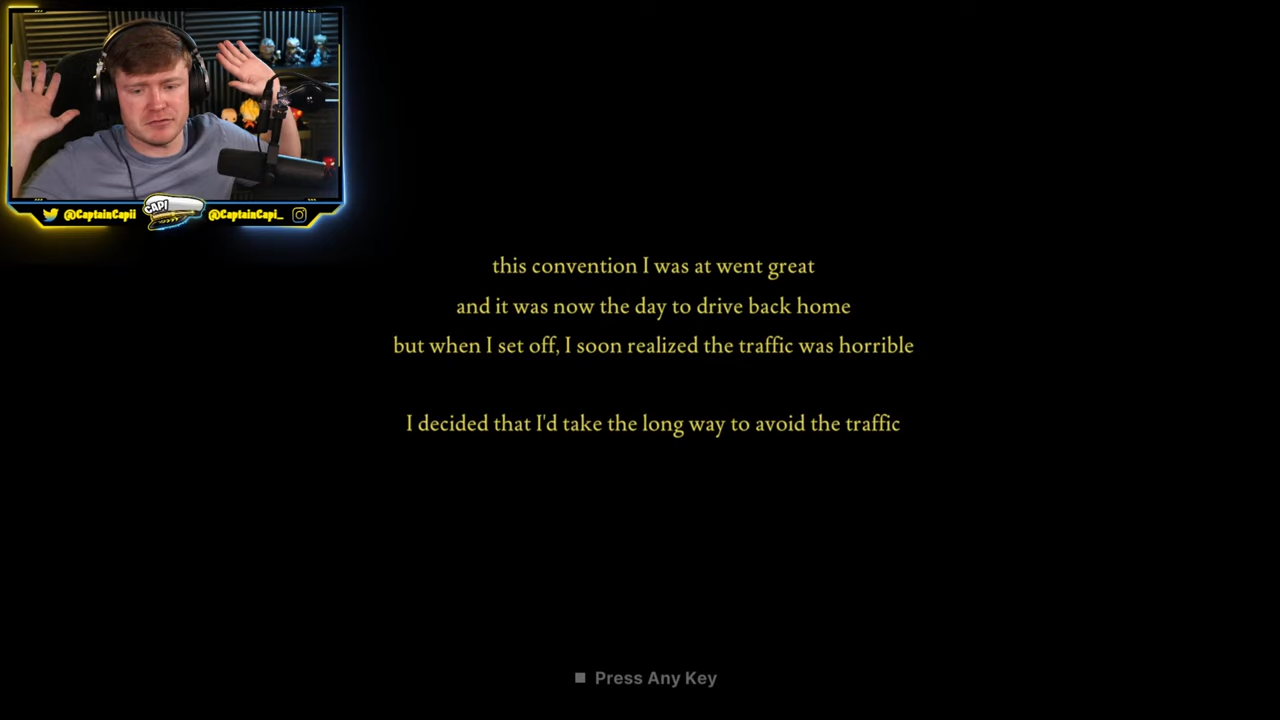 CAPI
@CaptainCapii
@CaptainCapi_
this convention I was at went great
and it was now the day to drive back home
but when I set off, I soon realized the traffic was horrible
I decided that I'd take the long way to avoid the traffic
Press Any Key